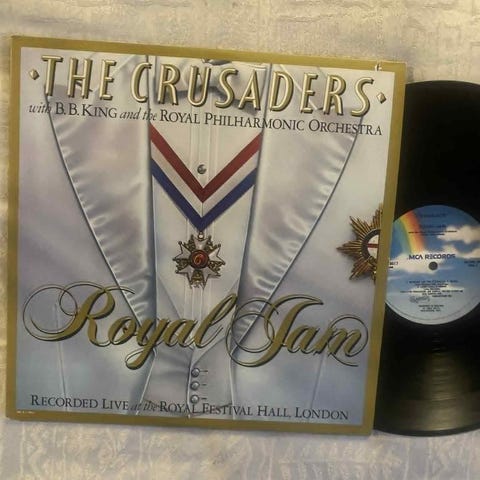 ·THE CRUSADERS·
with B.B. KING and the ROYAL PHILHARMONIC ORCHESTRA
Royal Jam
RECORDED LIVE at the ROYAL FESTIVAL HALL, LONDON
MCA RECORDS